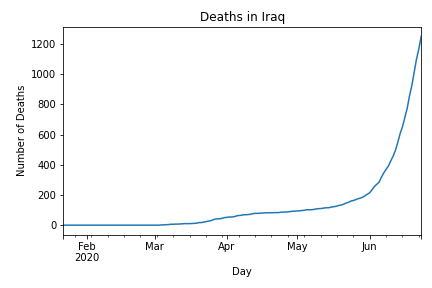 Deaths in Iraq
Number of Deaths
1200
1000
800
600
400
200
0
Feb
2020
Mar
Apr
May
Jun
Day